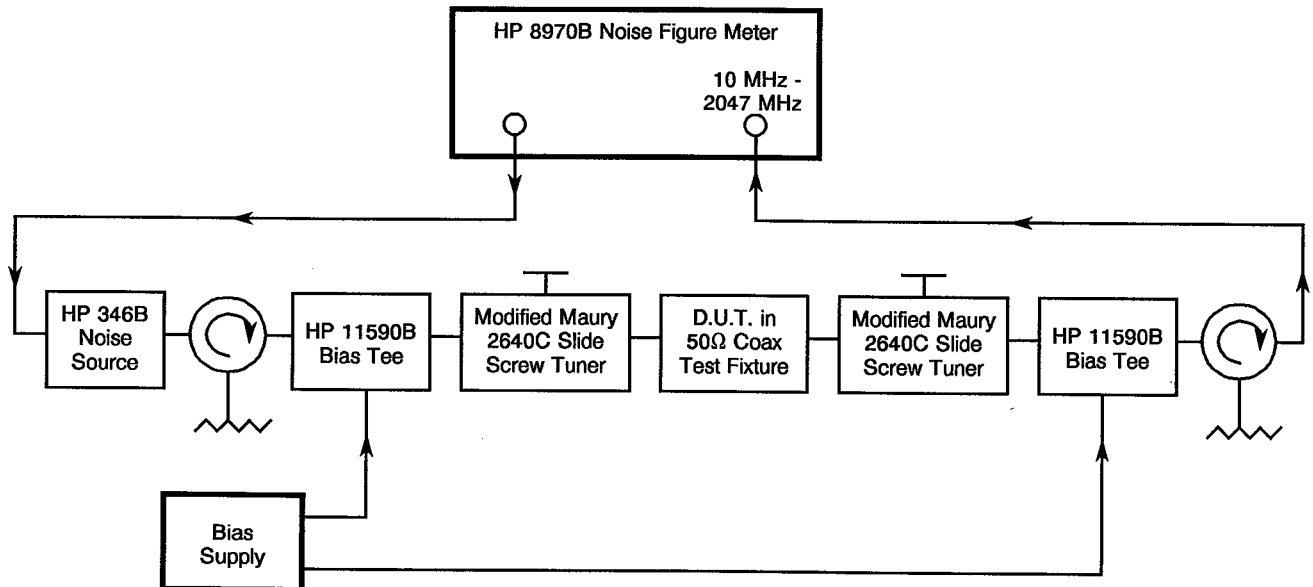 HP 8970B Noise Figure Meter
10 MHz -
2047 MHz
HP 346B
Noise
Source
HP 11590B
Bias Tee
Modified Maury
2640C Slide
Screw Tuner
D.U.T. in
50Ω Coax
Test Fixture
Modified Maury
2640C Slide
Screw Tuner
HP 11590B
Bias Tee
Bias
Supply